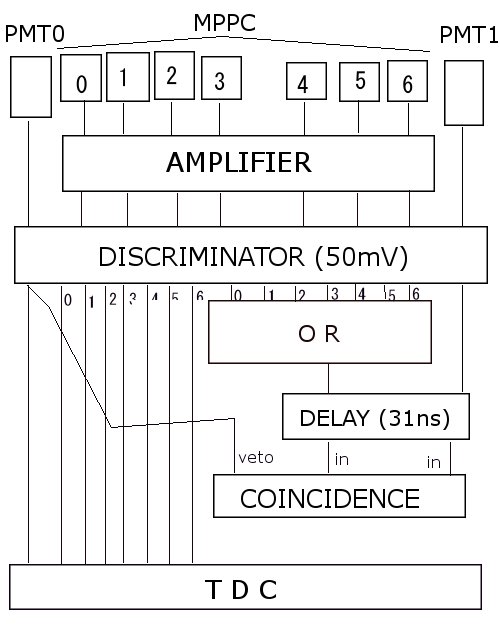 MPPC
PMT0
PMT1
0 1 2 3 4 5 6
AMPLIFIER
DISCRIMINATOR (50mV)
0 1 2 3 4 5 6 0 1 2 3 4 5 6
O R
DELAY (31ns)
veto in in
COINCIDENCE
T D C